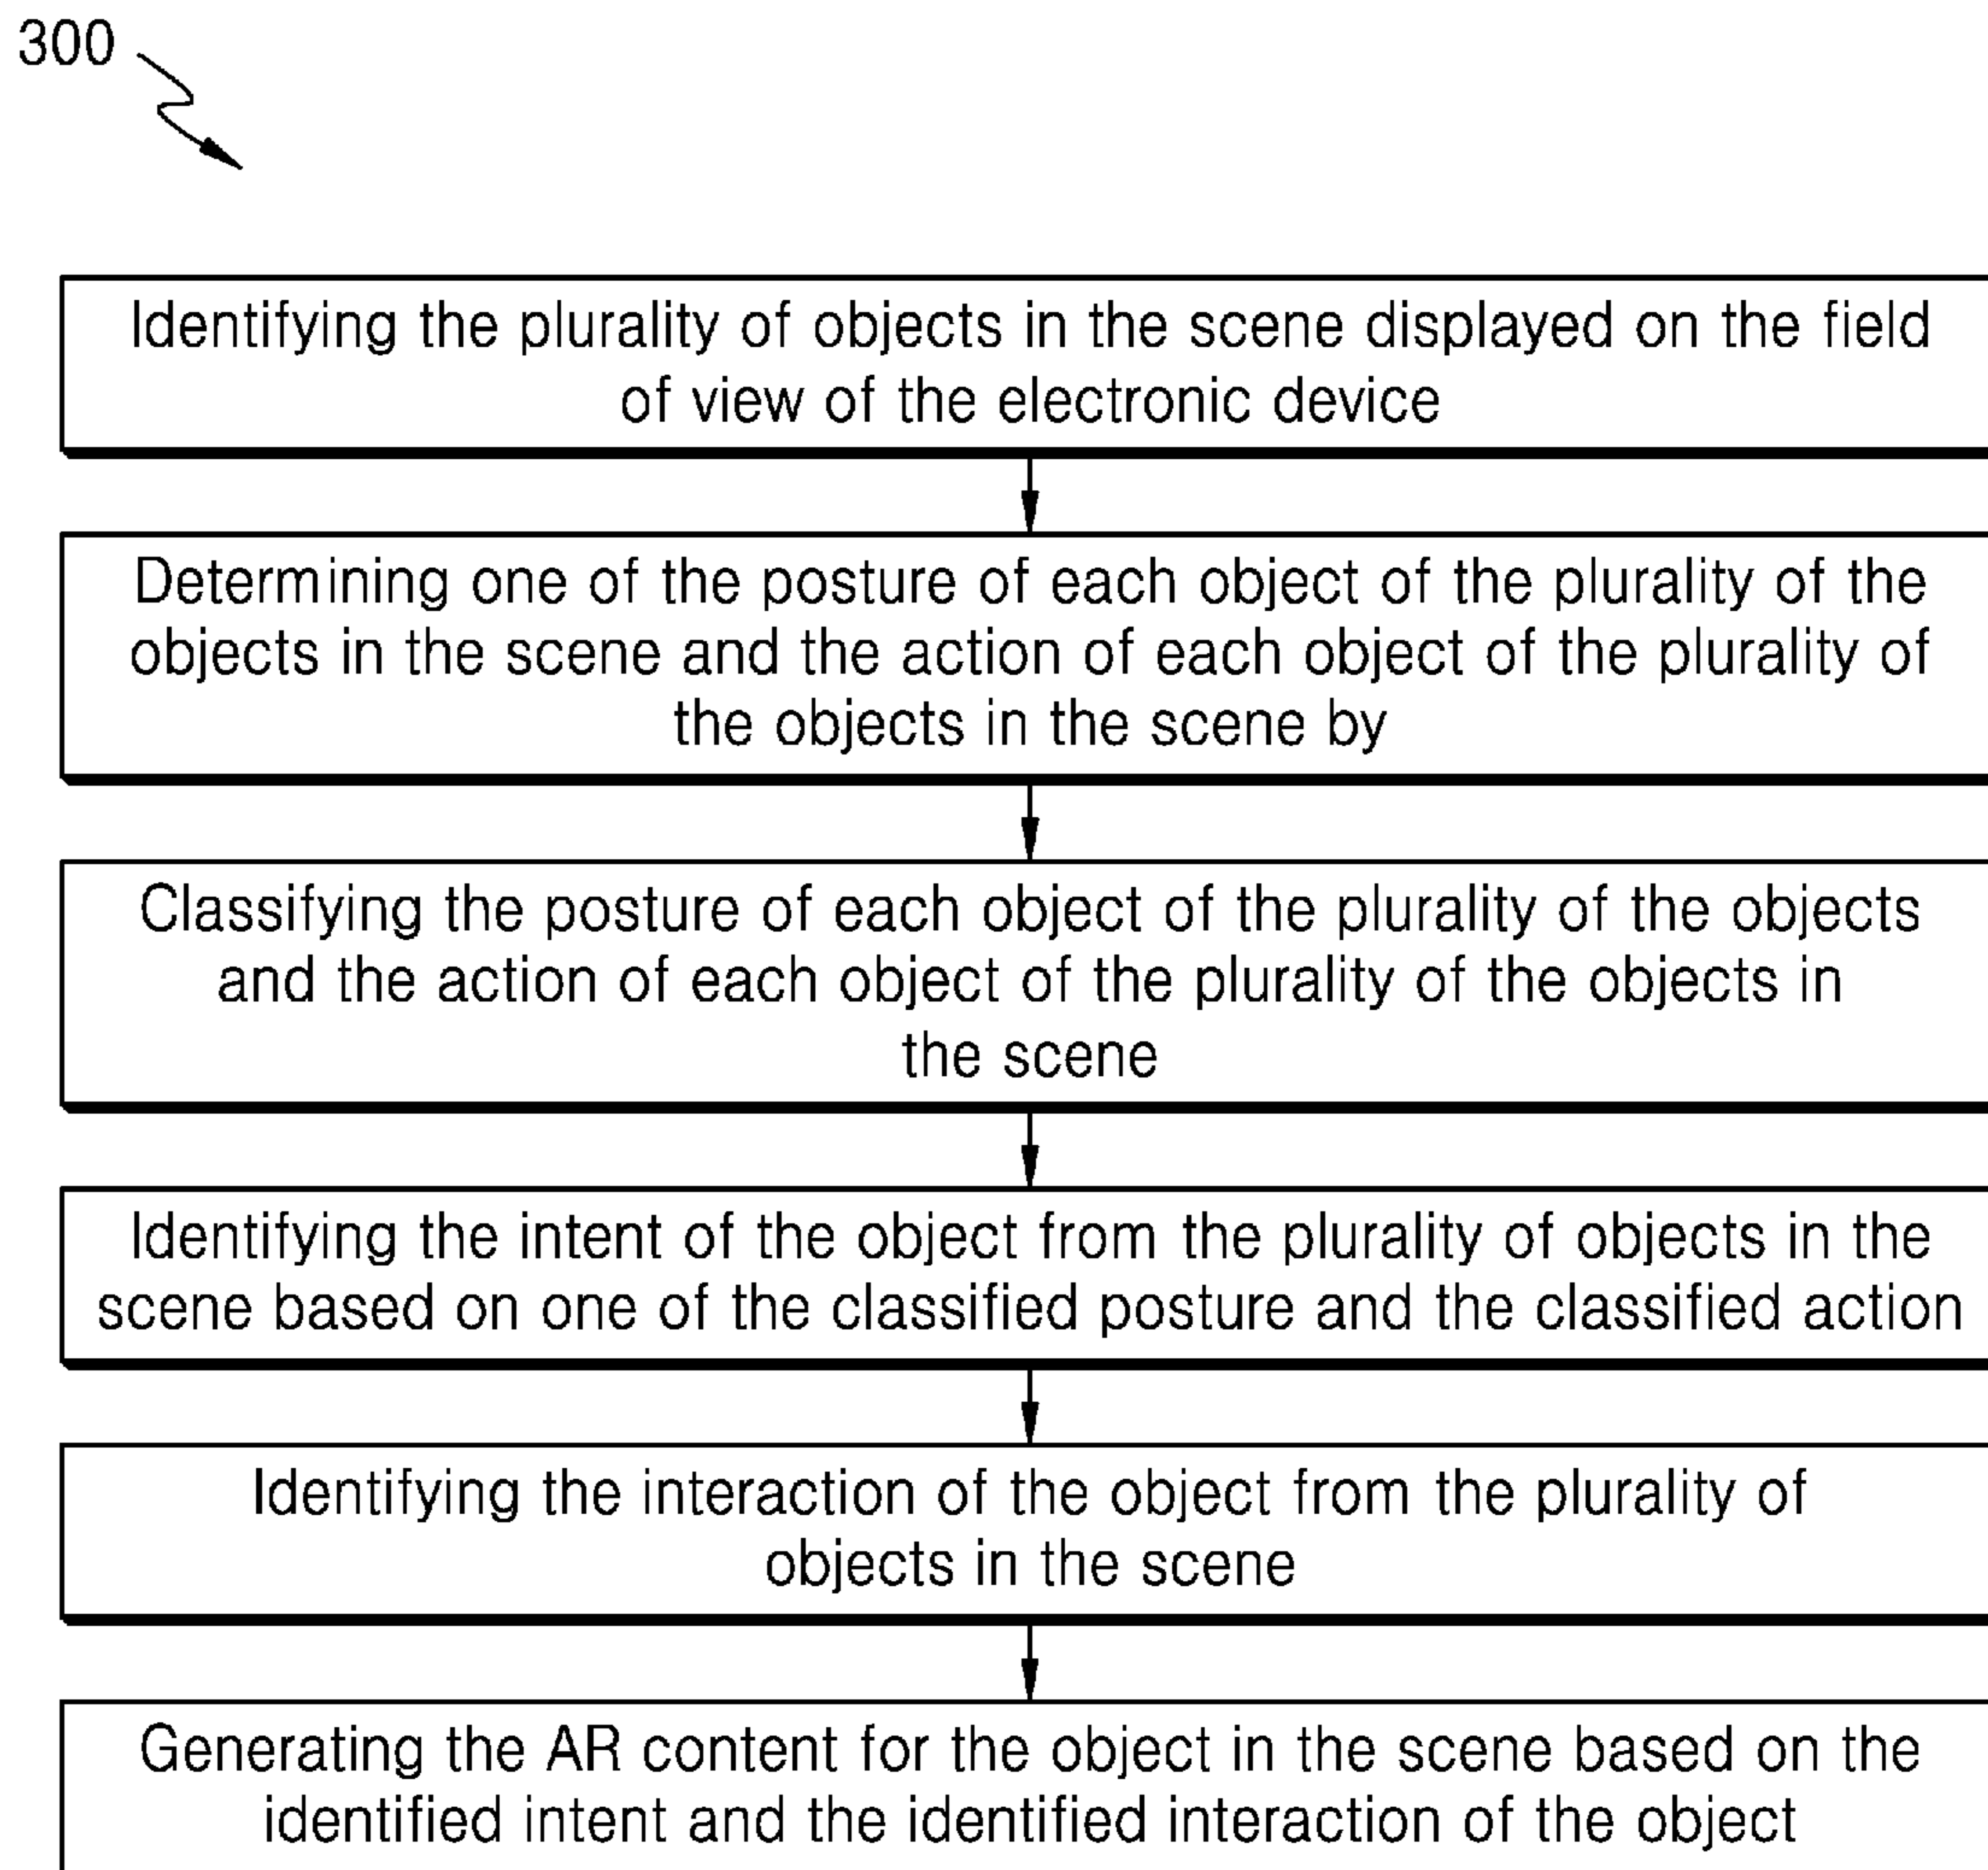 300
Identifying the plurality of objects in the scene displayed on the field
of view of the electronic device
Determining one of the posture of each object of the plurality of the
objects in the scene and the action of each object of the plurality of
the objects in the scene by
Classifying the posture of each object of the plurality of the objects
and the action of each object of the plurality of the objects in
the scene
Identifying the intent of the object from the plurality of objects in the
scene based on one of the classified posture and the classified action
Identifying the interaction of the object from the plurality of
objects in the scene
Generating the AR content for the object in the scene based on the
identified intent and the identified interaction of the object